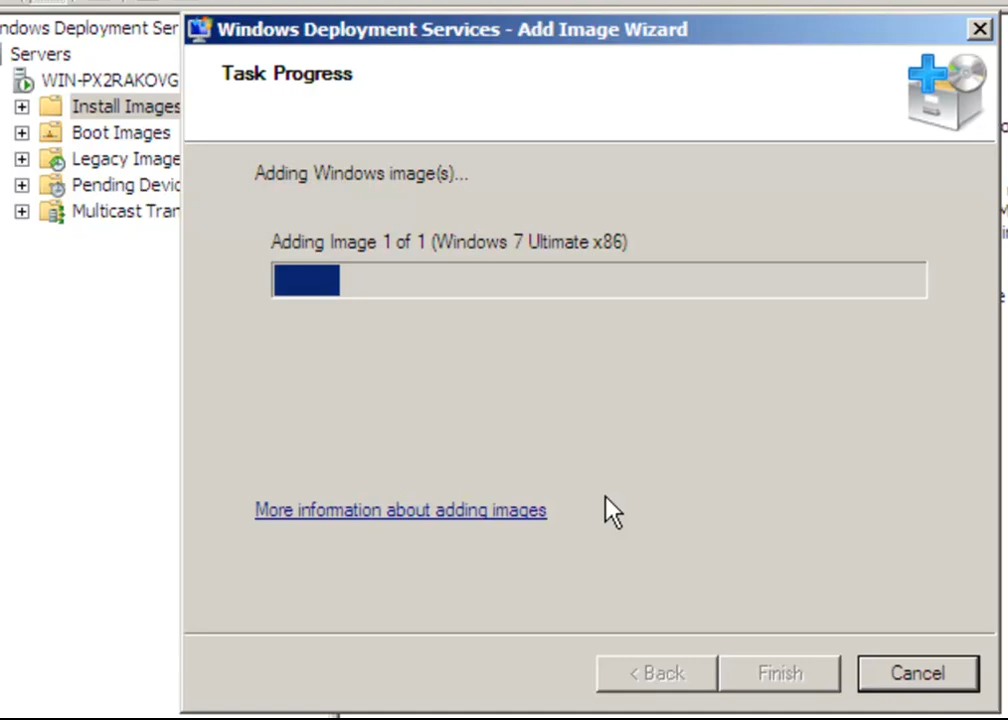 Windows Deployment Services - Add Image Wizard
Deployment Ser
Servers
WIN-PX2RAKOVG
Install Images
Boot Images
Legacy Image
Pending Devic
Multicast Tran
Task Progress
Adding Windows image(s)...
Adding Image 1 of 1 (Windows 7 Ultimate x86)
More information about adding images
< Back
Finish
Cancel